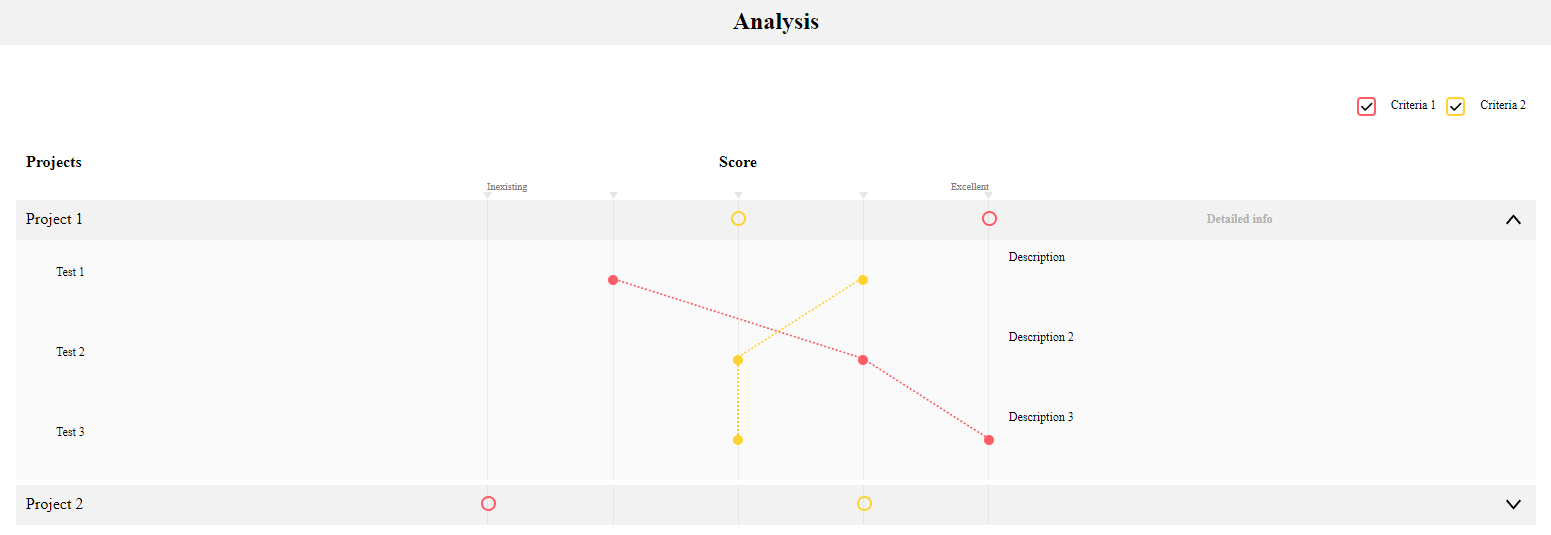 Analysis
Criteria 1 Criteria 2
Projects Score
Inexisting Excellent
Project 1 Detailed info
Test 1 Description
Test 2 Description 2
Test 3 Description 3
Project 2